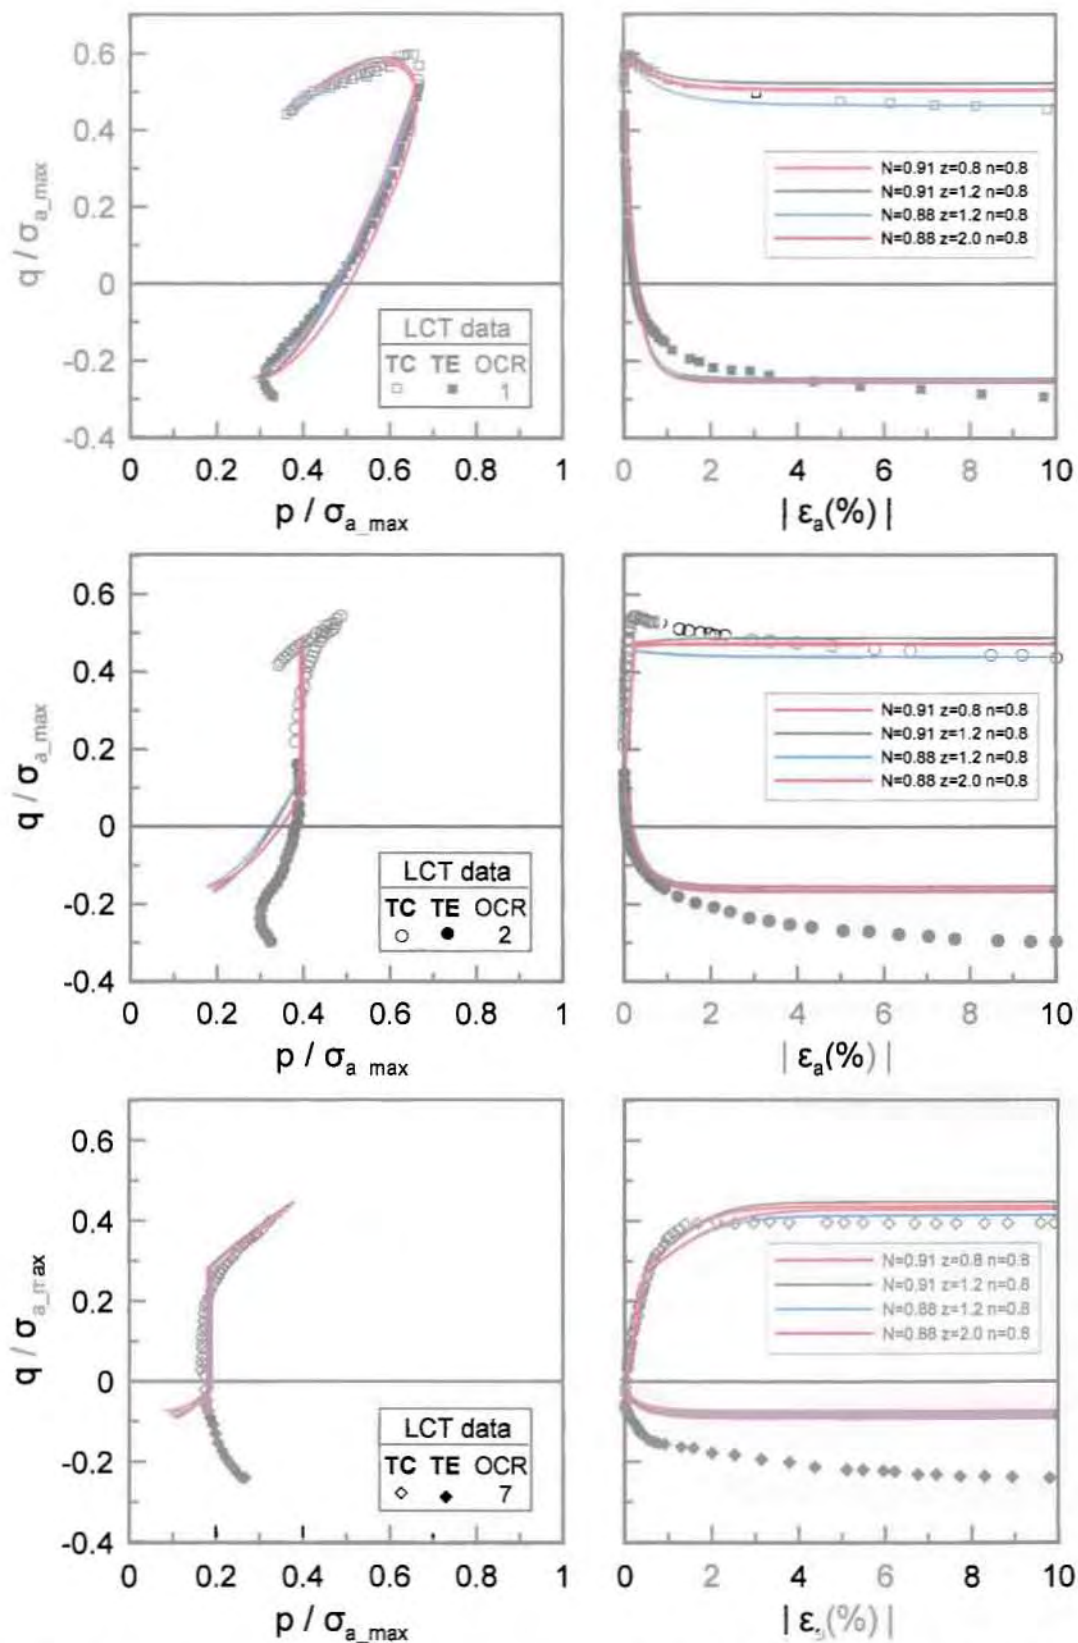 0.6
0.4
0.2
0
-0.2
-0.4
q / σa_max
0 0.2 0.4 0.6 0.8 1
p / σa_max
LCT data
TC TE OCR
□ ■ 1
N=0.91 z=0.8 n=0.8
N=0.91 z=1.2 n=0.8
N=0.88 z=1.2 n=0.8
N=0.88 z=2.0 n=0.8
0 2 4 6 8 10
| εa(%) |
0.6
0.4
0.2
0
-0.2
-0.4
q / σa_max
0 0.2 0.4 0.6 0.8 1
p / σa_max
LCT data
TC TE OCR
○ ● 2
N=0.91 z=0.8 n=0.8
N=0.91 z=1.2 n=0.8
N=0.88 z=1.2 n=0.8
N=0.88 z=2.0 n=0.8
0 2 4 6 8 10
| εa(%) |
0.6
0.4
0.2
0
-0.2
-0.4
q / σa_max
0 0.2 0.4 0.6 0.8 1
p / σa_max
LCT data
TC TE OCR
◇ ◆ 7
N=0.91 z=0.8 n=0.8
N=0.91 z=1.2 n=0.8
N=0.88 z=1.2 n=0.8
N=0.88 z=2.0 n=0.8
0 2 4 6 8 10
| εa(%) |